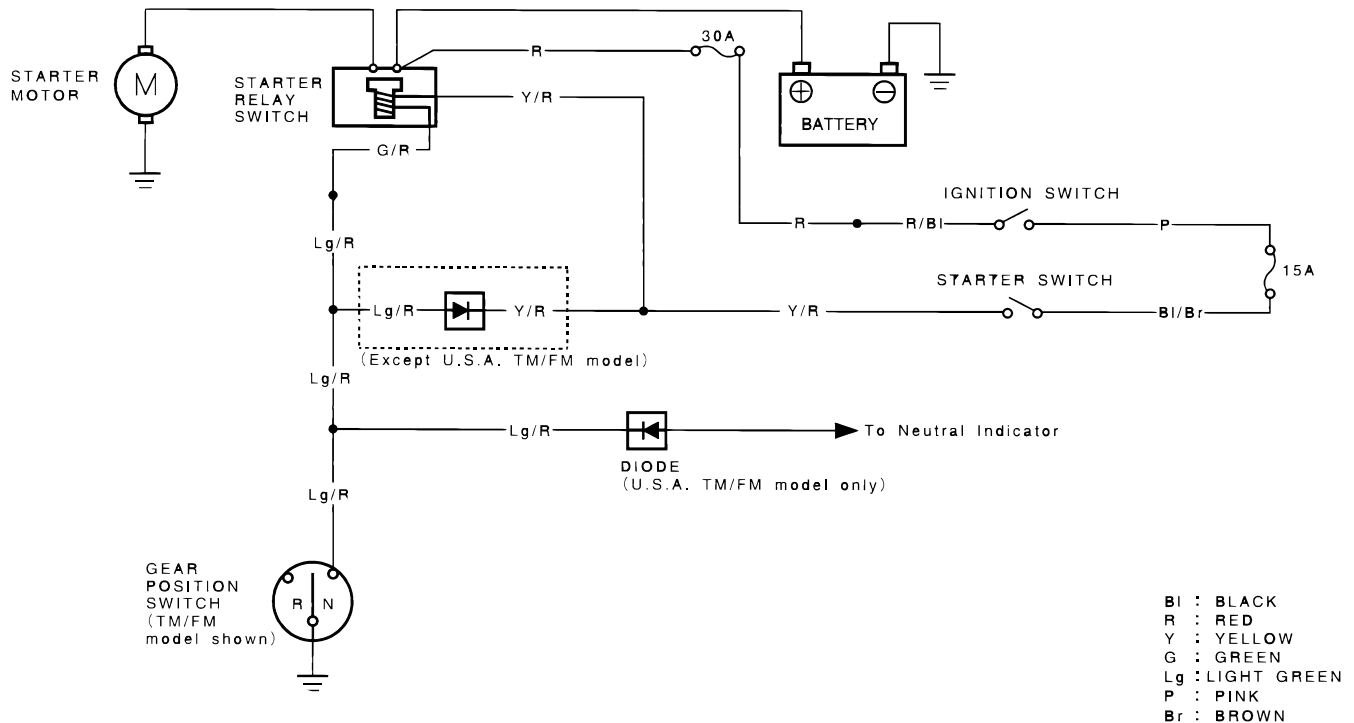 30A
R
STARTER
MOTOR
M
STARTER
RELAY
SWITCH
Y/R
BATTERY
G/R
IGNITION SWITCH
R
R/Bl
P
Lg/R
15A
STARTER SWITCH
Lg/R
Y/R
Y/R
Bl/Br
(Except U.S.A. TM/FM model)
Lg/R
Lg/R
To Neutral Indicator
DIODE
(U.S.A. TM/FM model only)
Lg/R
GEAR
POSITION
SWITCH
(TM/FM
model shown)
R N
Bl : BLACK
R : RED
Y : YELLOW
G : GREEN
Lg : LIGHT GREEN
P : PINK
Br : BROWN